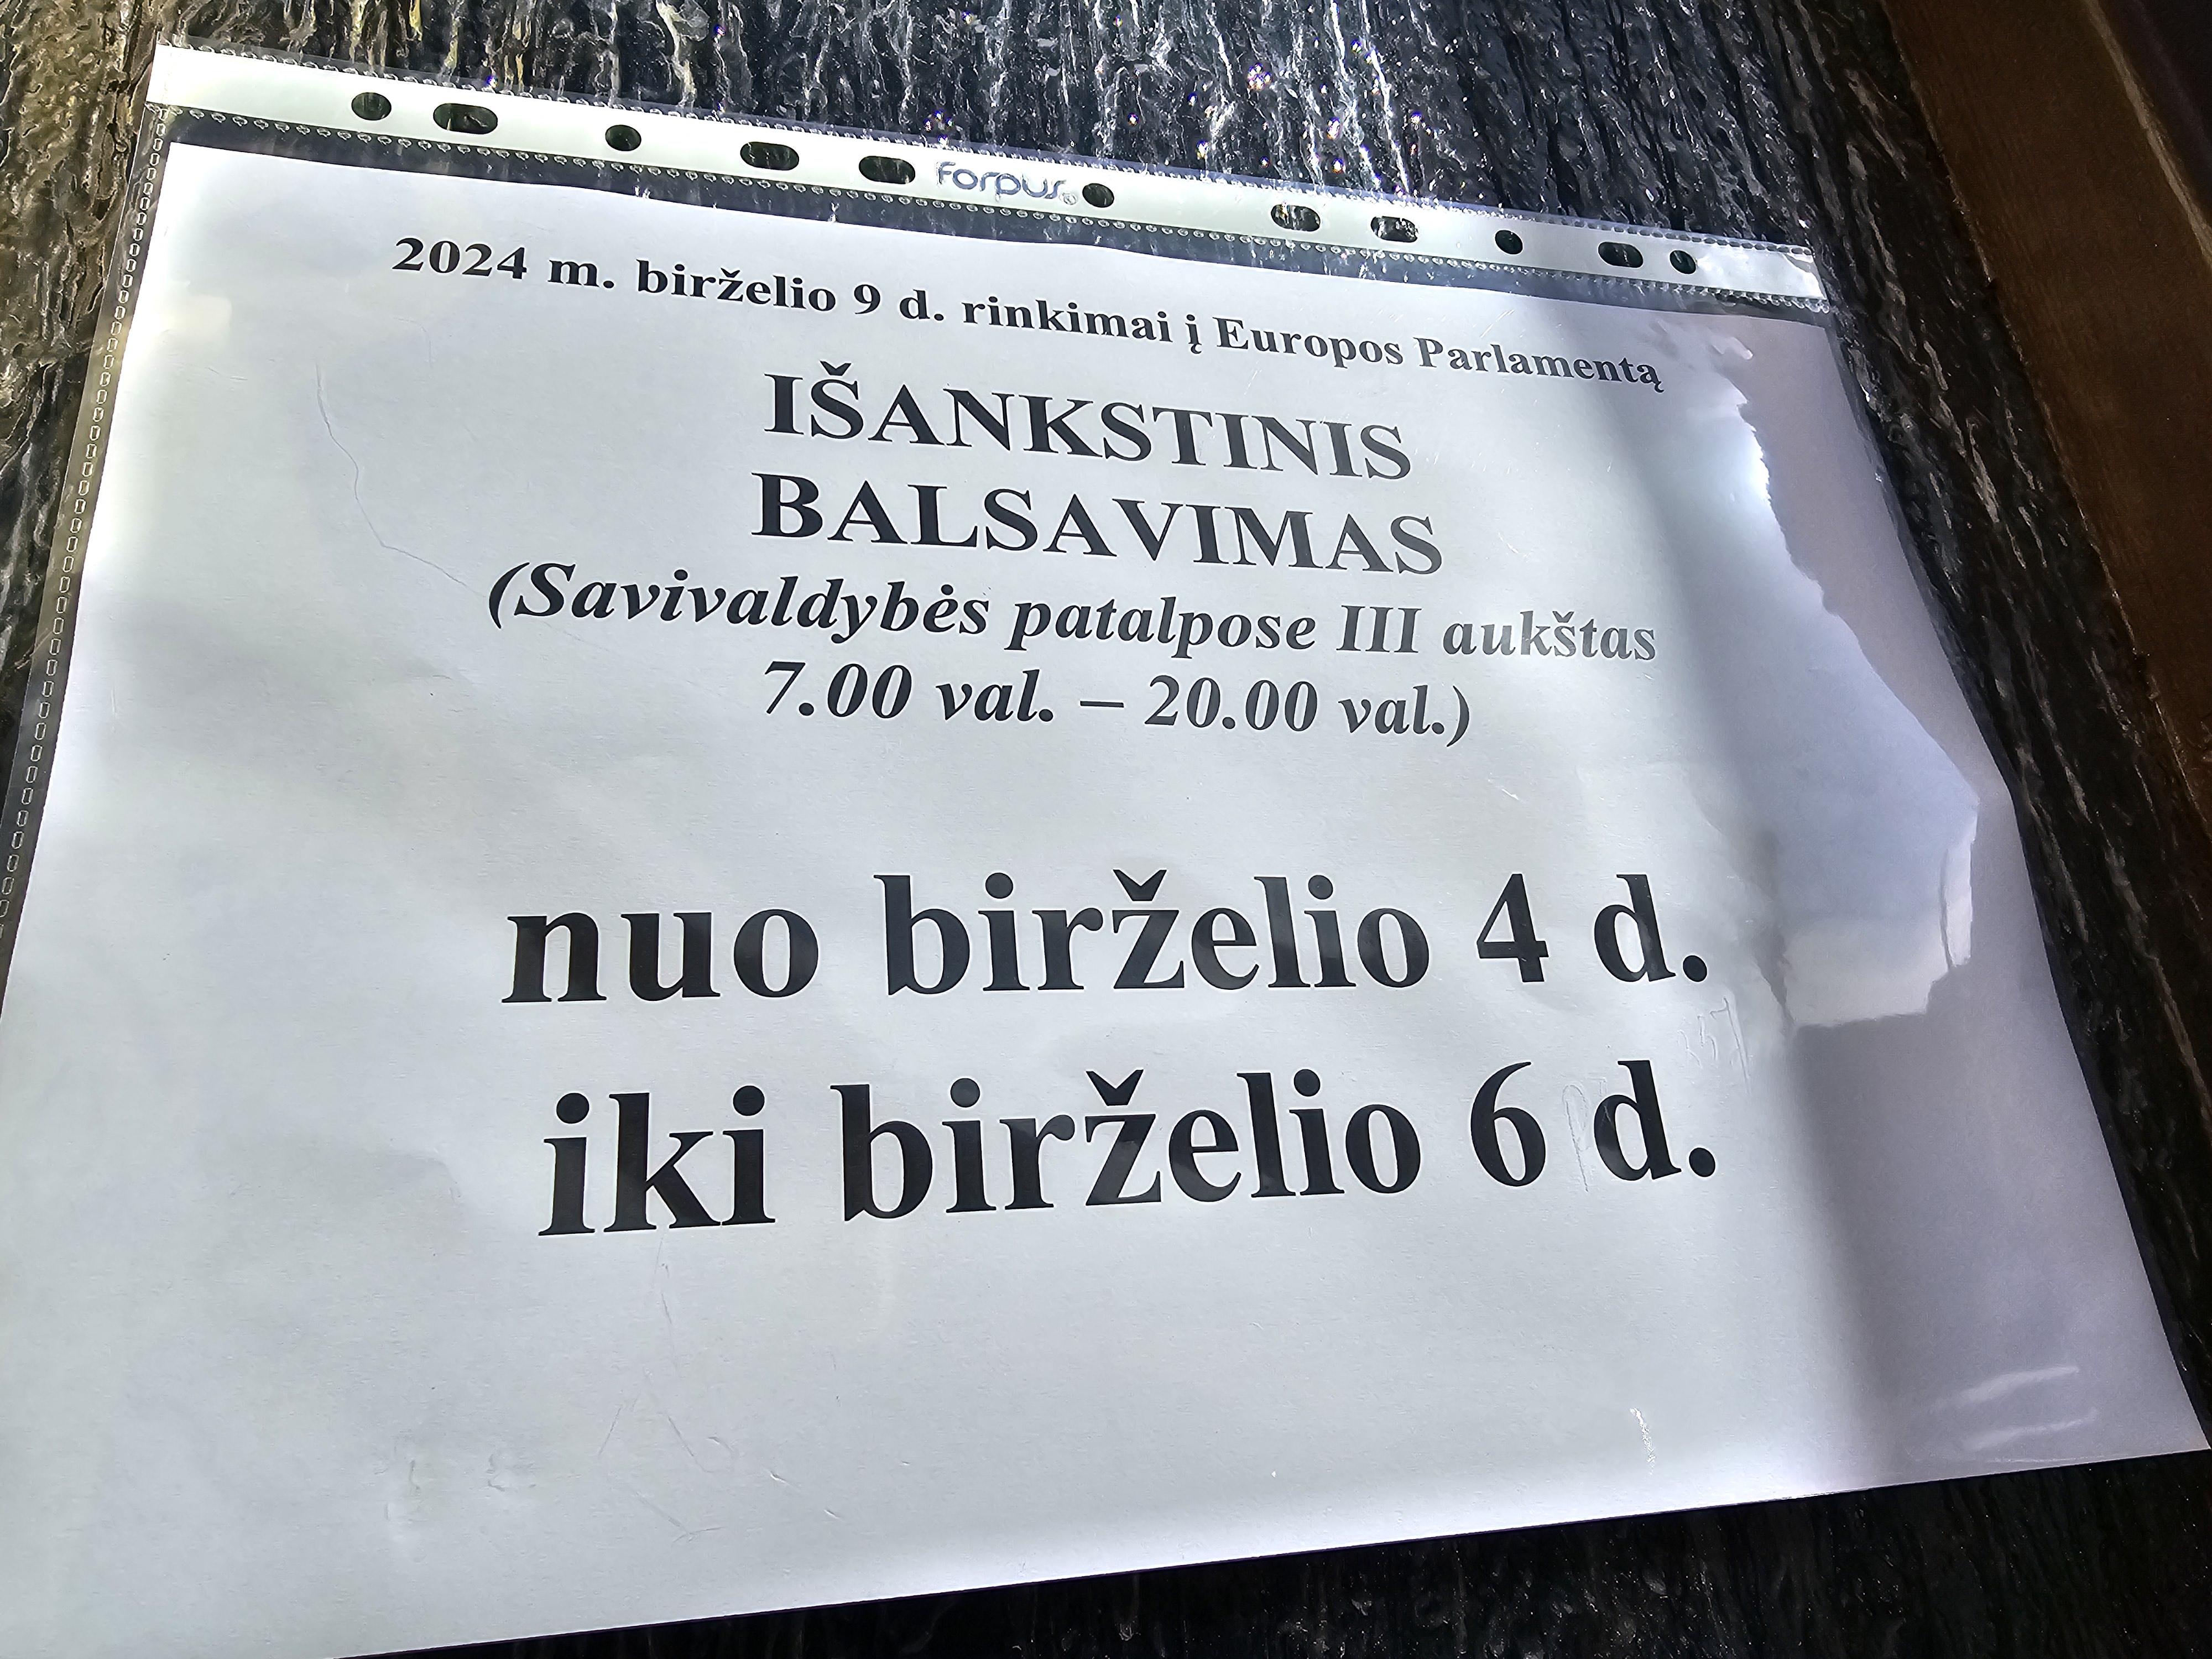 forpus®
2024 m. birželio 9 d. rinkimai į Europos Parlamentą
IŠANKSTINIS
BALSAVIMAS
(Savivaldybės patalpose III aukštas
7.00 val. – 20.00 val.)
nuo birželio 4 d.
iki birželio 6 d.